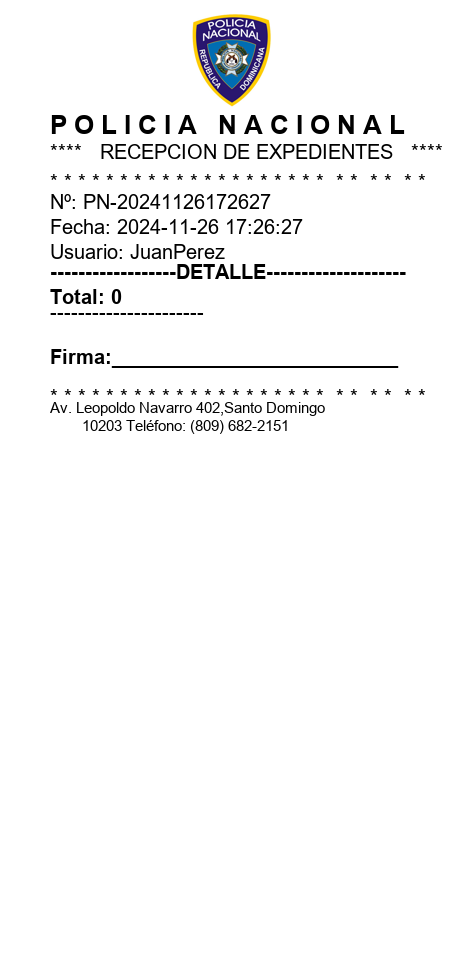 POLICIA
NACIONAL
REPUBLICA DOMINICANA
POLICIA NACIONAL
**** RECEPCION DE EXPEDIENTES ****
* * * * * * * * * * * * * * * * * * * * * * * * * *
Nº: PN-20241126172627
Fecha: 2024-11-26 17:26:27
Usuario: JuanPerez
------------------DETALLE--------------------
Total: 0
----------------------
Firma:__________________________
* * * * * * * * * * * * * * * * * * * * * * * * * *
Av. Leopoldo Navarro 402,Santo Domingo
10203 Teléfono: (809) 682-2151